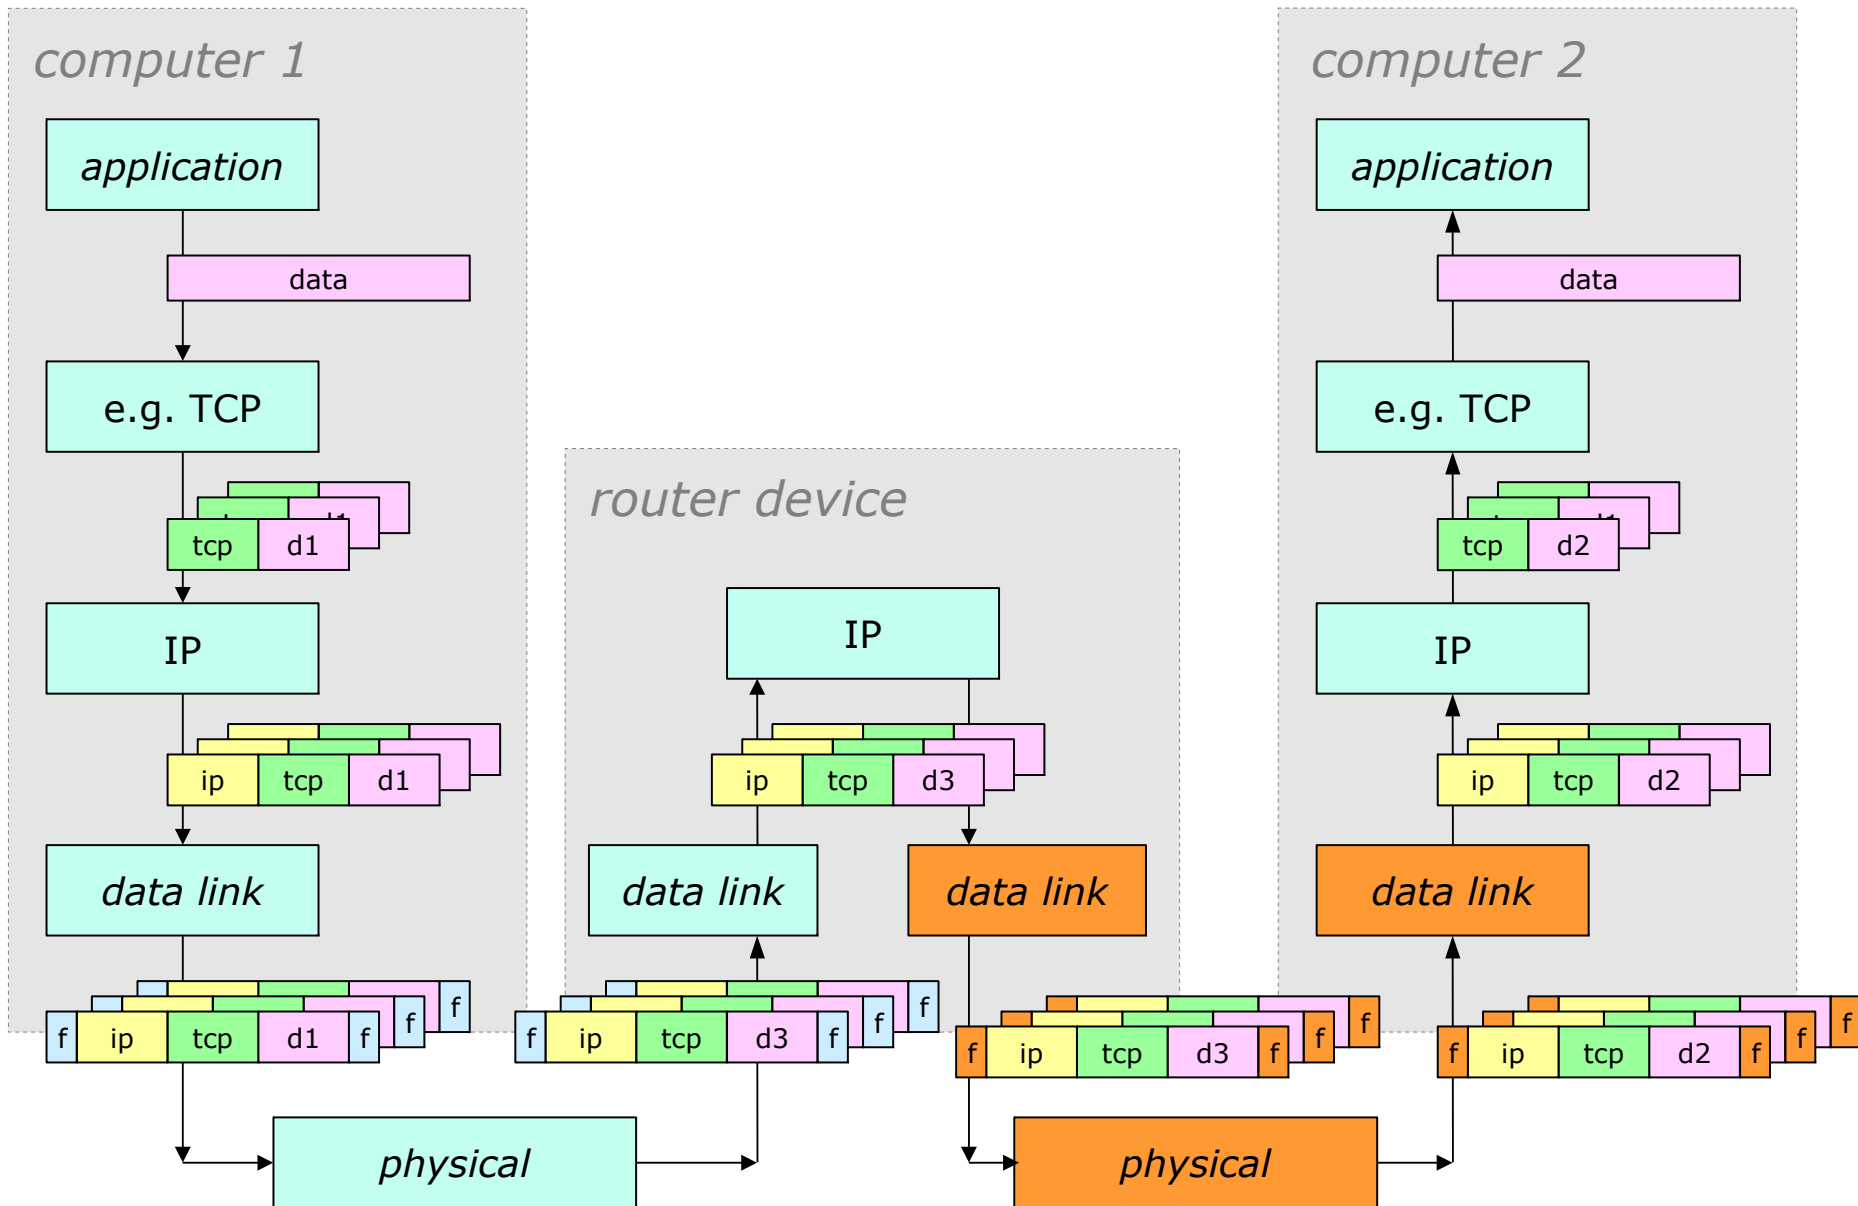 computer 1
application
data
e.g. TCP
tcp d1
IP
ip tcp d1
data link
f ip tcp d1 f f f
physical
router device
IP
ip tcp d3
data link
data link
f ip tcp d3 f f f
f ip tcp d3 f f f
physical
computer 2
application
data
e.g. TCP
tcp d2
IP
ip tcp d2
data link
f ip tcp d2 f f f